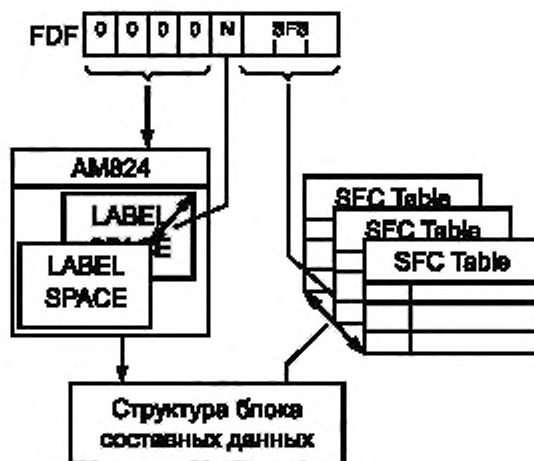 FDF 0 0 0 0 N SFS
AM824
LABEL
LABEL
SPACE
SFC Table
SFC Table
SFC Table
Структура блока
составных данных